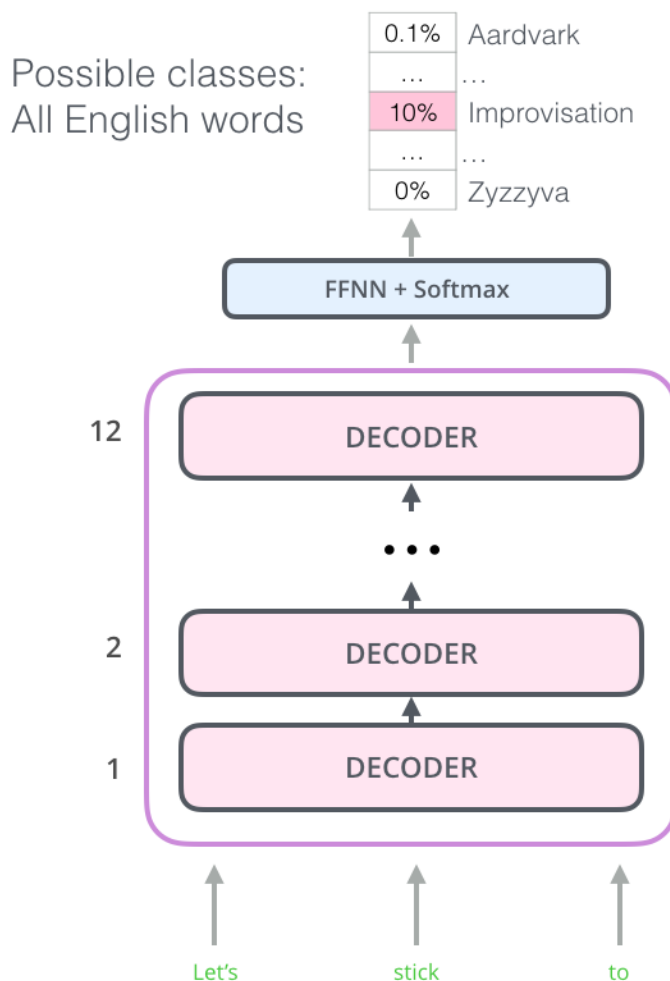 0.1% Aardvark
Possible classes:
... ...
All English words
10% Improvisation
... ...
0% Zyzzyva
FFNN + Softmax
12 DECODER
...
2 DECODER
1 DECODER
Let's stick to